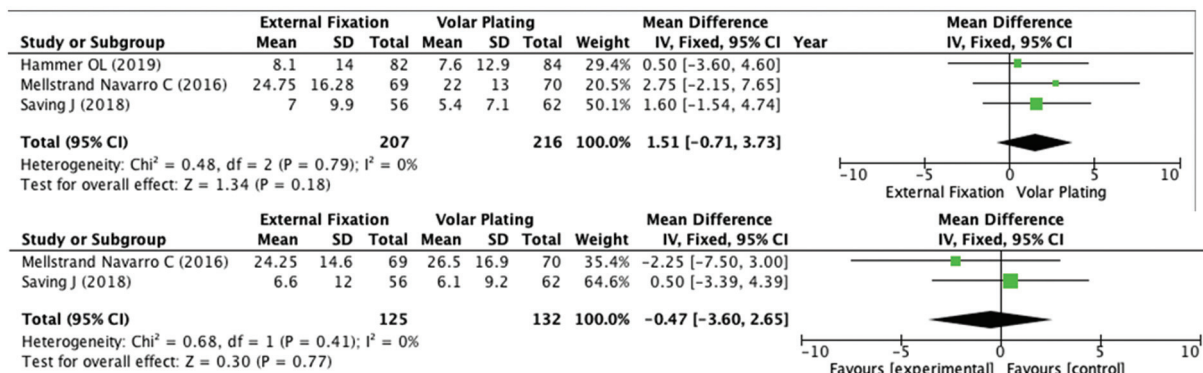 External Fixation Volar Plating Mean Difference Mean Difference
Study or Subgroup Mean SD Total Mean SD Total Weight IV, Fixed, 95% CI Year IV, Fixed, 95% CI
Hammer OL (2019) 8.1 14 82 7.6 12.9 84 29.4% 0.50 [-3.60, 4.60]
Mellstrand Navarro C (2016) 24.75 16.28 69 22 13 70 20.5% 2.75 [-2.15, 7.65]
Saving J (2018) 7 9.9 56 5.4 7.1 62 50.1% 1.60 [-1.54, 4.74]
Total (95% CI) 207 216 100.0% 1.51 [-0.71, 3.73]
Heterogeneity: Chi² = 0.48, df = 2 (P = 0.79); I² = 0%
Test for overall effect: Z = 1.34 (P = 0.18)
-10 -5 0 5 10
External Fixation Volar Plating
External Fixation Volar Plating Mean Difference Mean Difference
Study or Subgroup Mean SD Total Mean SD Total Weight IV, Fixed, 95% CI IV, Fixed, 95% CI
Mellstrand Navarro C (2016) 24.25 14.6 69 26.5 16.9 70 35.4% -2.25 [-7.50, 3.00]
Saving J (2018) 6.6 12 56 6.1 9.2 62 64.6% 0.50 [-3.39, 4.39]
Total (95% CI) 125 132 100.0% -0.47 [-3.60, 2.65]
Heterogeneity: Chi² = 0.68, df = 1 (P = 0.41); I² = 0%
Test for overall effect: Z = 0.30 (P = 0.77)
-10 -5 0 5 10
Favours [experimental] Favours [control]